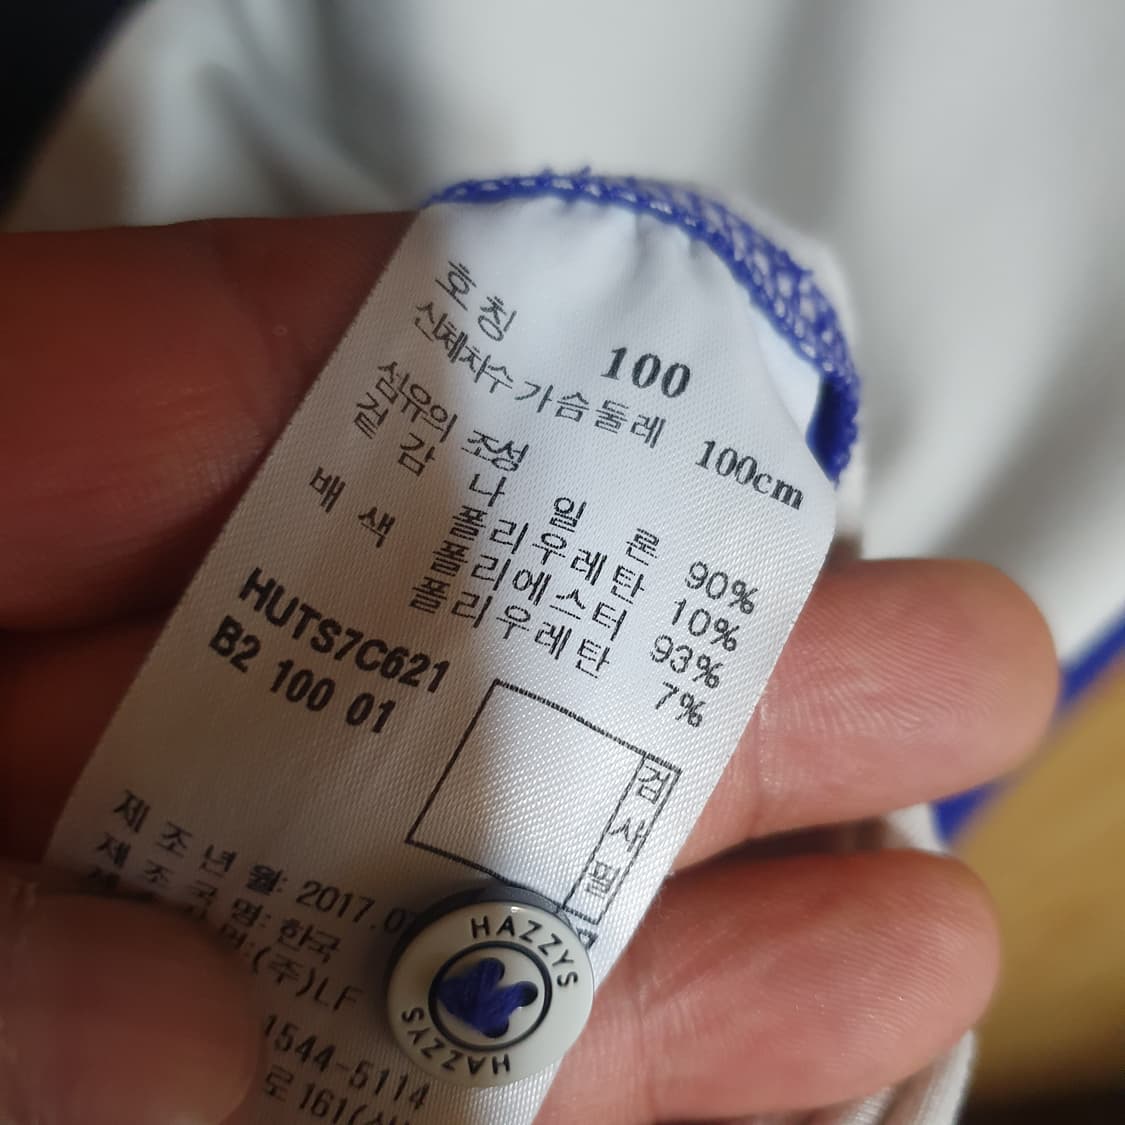 호칭 100
신체치수 가슴둘레 100cm
섬유의 조성
겉감 나일론 90%
폴리우레탄 10%
배색 폴리에스터 93%
폴리우레탄 7%
HUTS7C621
B2 100 01
검사필
제조년월: 2017.07
제조국명: 한국
(주)LF
1544-5114
로 161
HAZZYS
HAZZYS